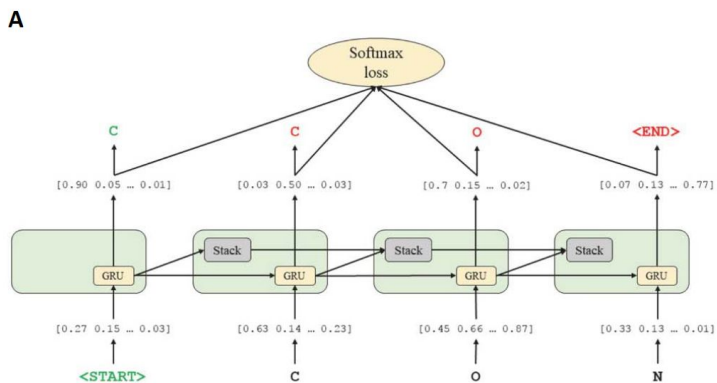 A
Softmax
loss
C C O <END>
[0.90 0.05 … 0.01] [0.03 0.50 … 0.03] [0.7 0.15 … 0.02] [0.07 0.13 … 0.77]
Stack Stack Stack
GRU GRU GRU GRU
[0.27 0.15 … 0.03] [0.63 0.14 … 0.23] [0.45 0.66 … 0.87] [0.33 0.13 … 0.01]
<START> C O N